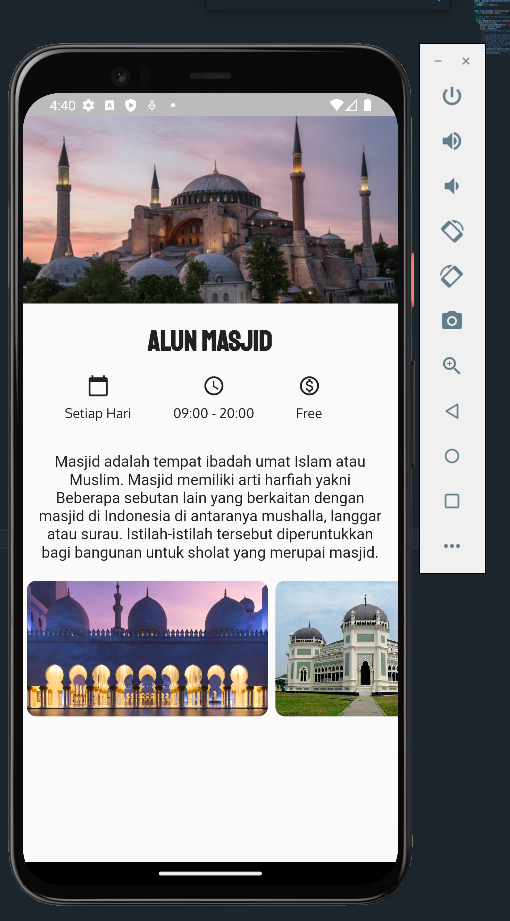 4:40
ALUN MASJID
Setiap Hari
09:00 - 20:00
Free
Masjid adalah tempat ibadah umat Islam atau
Muslim. Masjid memiliki arti harfiah yakni
Beberapa sebutan lain yang berkaitan dengan
masjid di Indonesia di antaranya mushalla, langgar
atau surau. Istilah-istilah tersebut diperuntukkan
bagi bangunan untuk sholat yang merupai masjid.